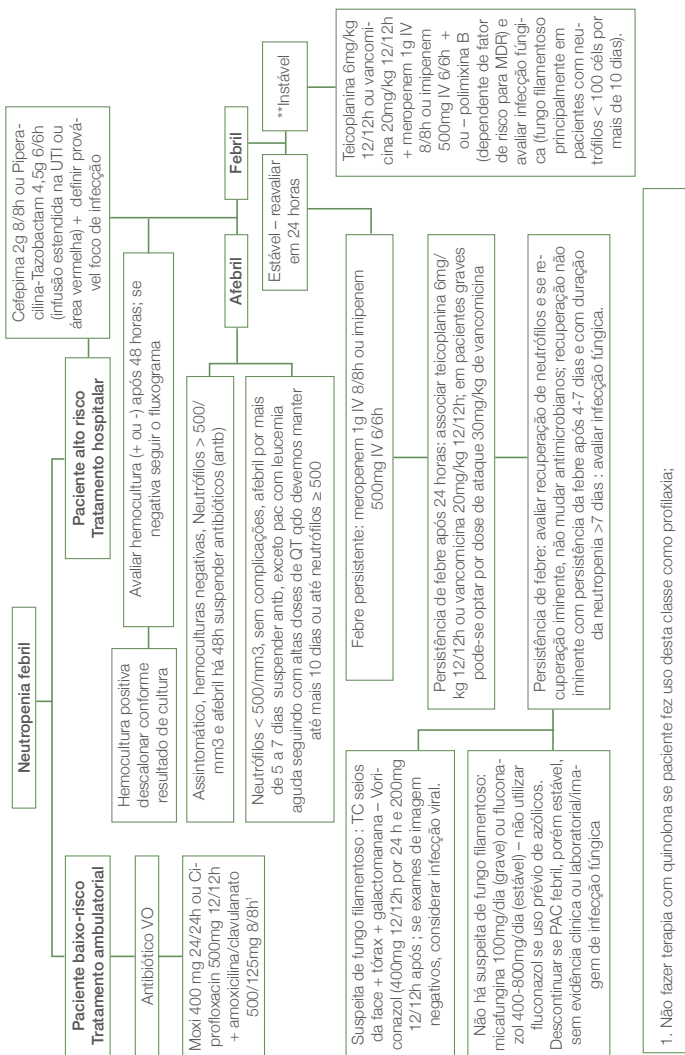 Neutropenia febril
Paciente baixo-risco
Tratamento ambulatorial
Antibiótico VO
Moxi 400 mg 24/24h ou Ci-
profloxacin 500mg 12/12h
+ amoxicilina/clavulanato
500/125mg 8/8h¹
Paciente alto risco
Tratamento hospitalar
Cefepima 2g 8/8h ou Pipera-
cilina-Tazobactam 4,5g 6/6h
(infusão estendida na UTI ou
área vermelha) + definir prová-
vel foco de infecção
Avaliar hemocultura (+ ou -) após 48 horas; se
negativa seguir o fluxograma
Hemocultura positiva
descalonar conforme
resultado de cultura
Afebril
Febril
Assintomático, hemoculturas negativas, Neutrófilos > 500/
mm3 e afebril há 48h suspender antibióticos (antb)
Neutrófilos < 500/mm3, sem complicações, afebril por mais
de 5 a 7 dias suspender antb, exceto pac com leucemia
aguda seguindo com altas doses de QT qdo devemos manter
até mais 10 dias ou até neutrófilos ≥ 500
Estável – reavaliar
em 24 horas
**Instável
Teicoplanina 6mg/kg
12/12h ou vancomi-
cina 20mg/kg 12/12h
+ meropenem 1g IV
8/8h ou imipenem
500mg IV 6/6h +
ou – polimixina B
(dependente de fator
de risco para MDR) e
avaliar infecção fúngi-
ca (fungo filamentoso
principalmente em
pacientes com neu-
trófilos < 100 céls por
mais de 10 dias).
Febre persistente: meropenem 1g IV 8/8h ou imipenem
500mg IV 6/6h
Persistência de febre após 24 horas: associar teicoplanina 6mg/
kg 12/12h ou vancomicina 20mg/kg 12/12h; em pacientes graves
pode-se optar por dose de ataque 30mg/kg de vancomicina
Persistência de febre: avaliar recuperação de neutrófilos e se re-
cuperação iminente, não mudar antimicrobianos; recuperação não
iminente com persistência da febre após 4-7 dias e com duração
da neutropenia >7 dias : avaliar infecção fúngica.
Suspeita de fungo filamentoso : TC seios
da face + tórax + galactomanana – Vori-
conazol (400mg 12/12h por 24 h e 200mg
12/12h após ; se exames de imagem
negativos, considerar infecção viral.
Não há suspeita de fungo filamentoso:
micafungina 100mg/dia (grave) ou flucona-
zol 400-800mg/dia (estável) – não utilizar
fluconazol se uso prévio de azólicos.
Descontinuar se PAC febril, porém estável,
sem evidência clínica ou laboratorial/ima-
gem de infecção fúngica
1. Não fazer terapia com quinolona se paciente fez uso desta classe como profilaxia;